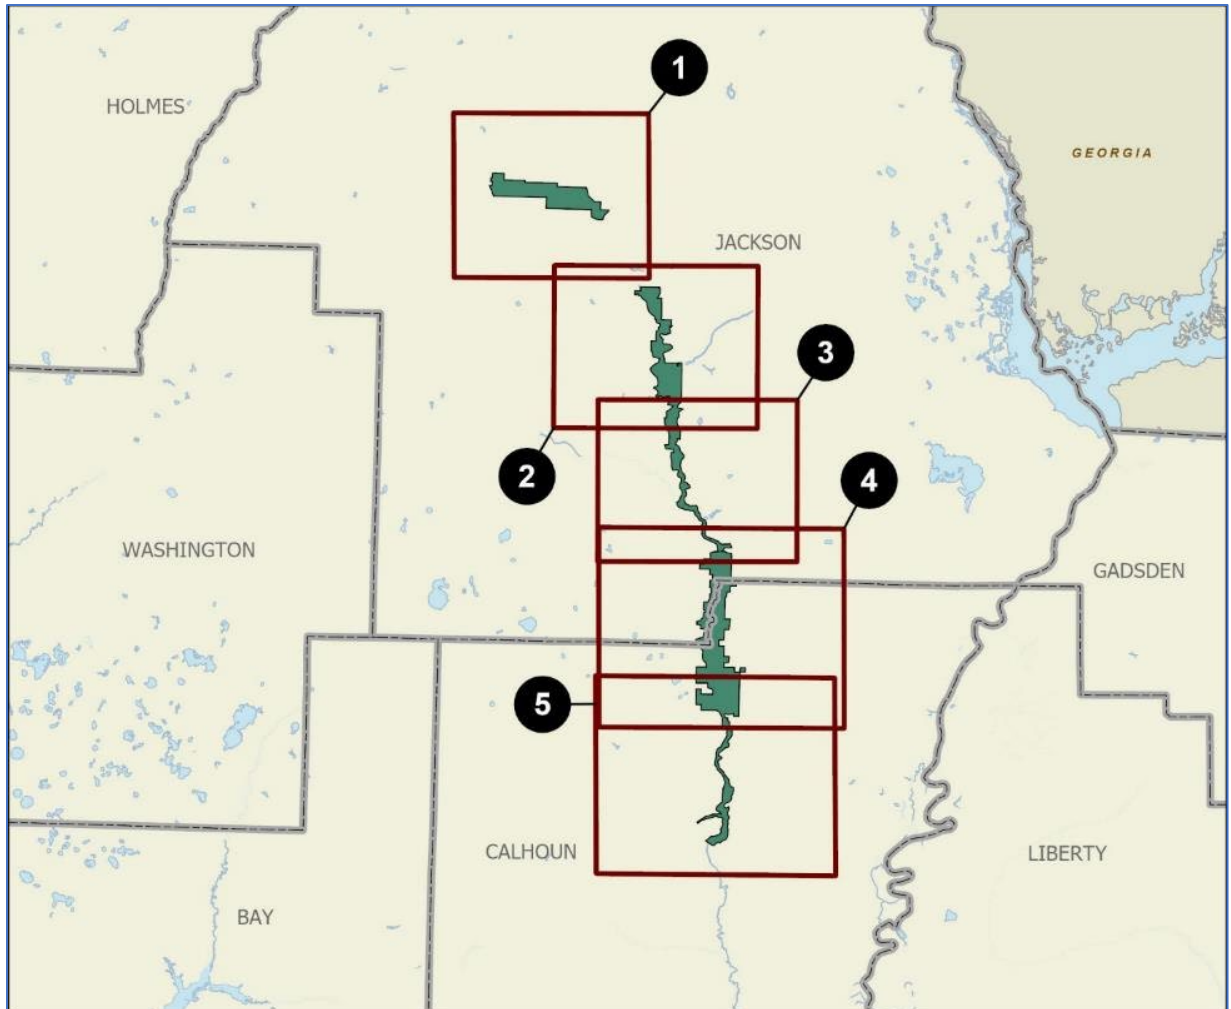 1
HOLMES
GEORGIA
JACKSON
3
2
4
WASHINGTON
GADSDEN
5
CALHOUN
LIBERTY
BAY